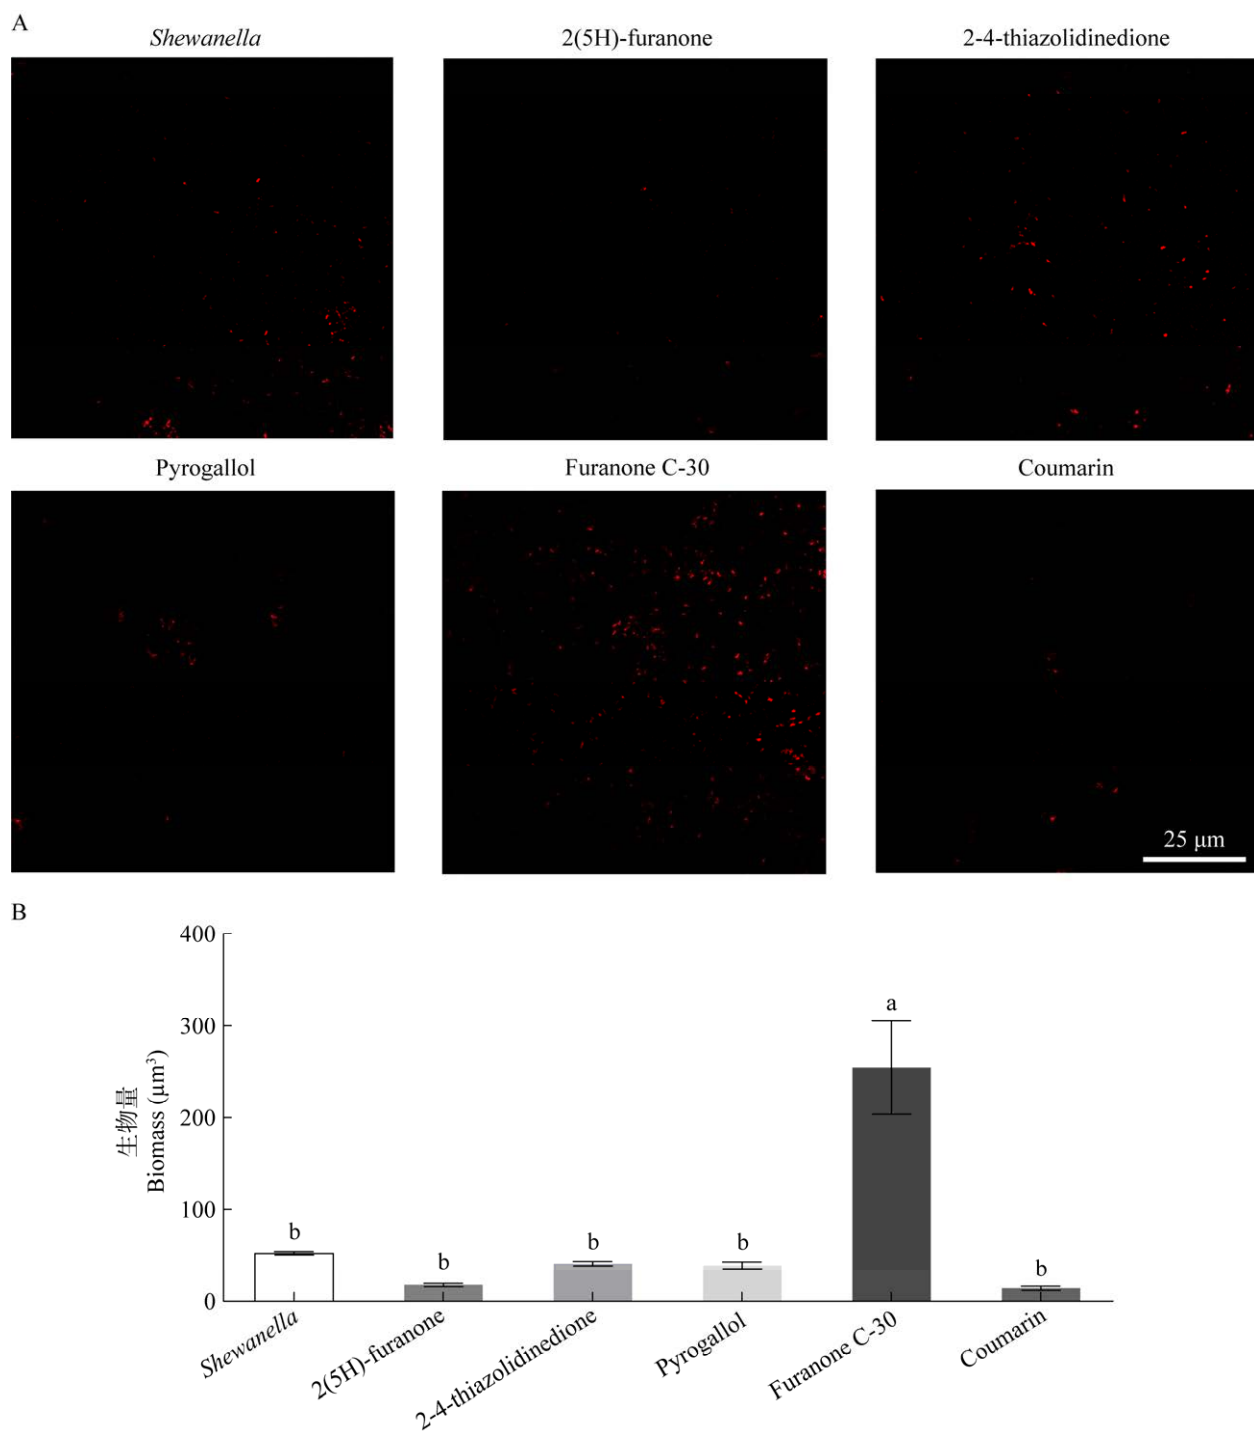 A
Shewanella
2(5H)-furanone
2-4-thiazolidinedione
Pyrogallol
Furanone C-30
Coumarin
25 μm
B
生物量
Biomass (μm³)
400
300
200
100
0
b
b
b
b
a
b
Shewanella
2(5H)-furanone
2-4-thiazolidinedione
Pyrogallol
Furanone C-30
Coumarin